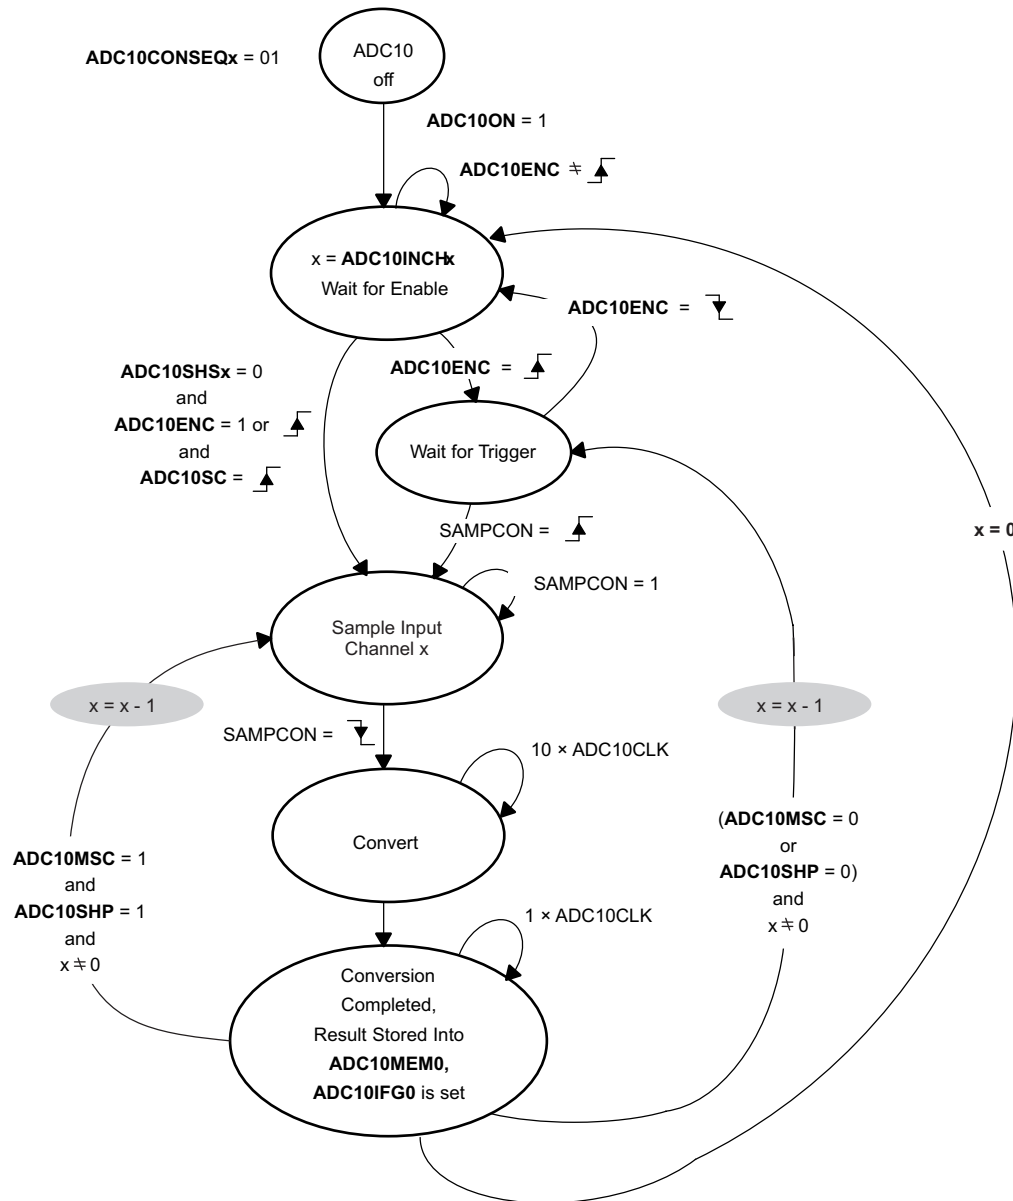 ADC10CONSEQx = 01
ADC10
off
ADC10ON = 1
ADC10ENC ≠
x = ADC10INCHx
Wait for Enable
ADC10ENC =
ADC10SHSx = 0
and
ADC10ENC = 1 or
and
ADC10SC =
ADC10ENC =
Wait for Trigger
SAMPCON =
x = 0
SAMPCON = 1
Sample Input
Channel x
x = x - 1
x = x - 1
SAMPCON =
10 × ADC10CLK
Convert
(ADC10MSC = 0
or
ADC10SHP = 0)
and
x ≠ 0
ADC10MSC = 1
and
ADC10SHP = 1
and
x ≠ 0
1 × ADC10CLK
Conversion
Completed,
Result Stored Into
ADC10MEM0,
ADC10IFG0 is set